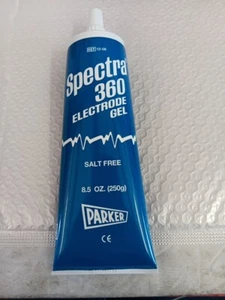 Spectra
360
ELECTRODE
GEL
SALT FREE
8.5 OZ. (250g)
PARKER
CE